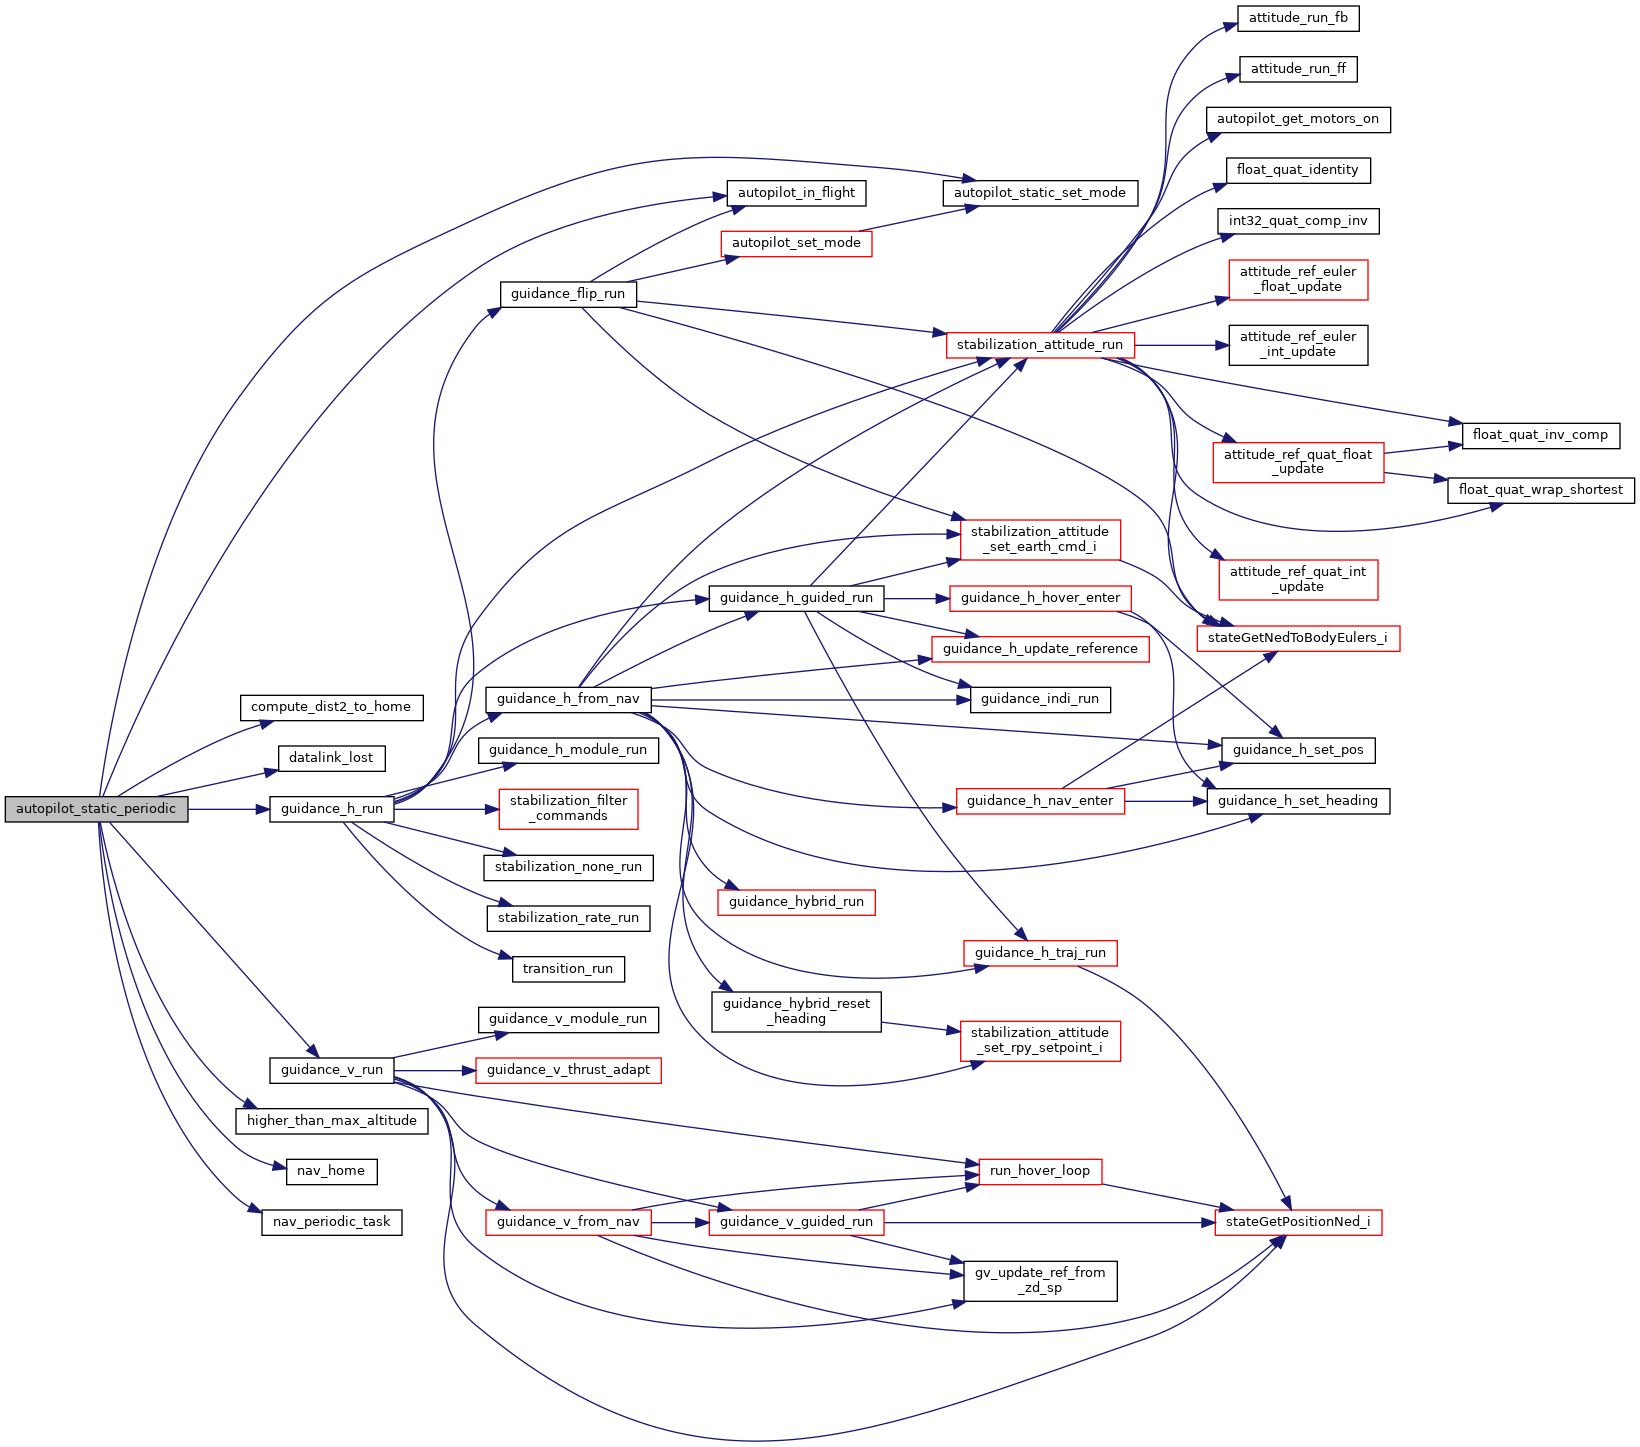 attitude_run_fb
attitude_run_ff
autopilot_get_motors_on
float_quat_identity
autopilot_in_flight
autopilot_static_set_mode
int32_quat_comp_inv
autopilot_set_mode
attitude_ref_euler
_float_update
guidance_flip_run
stabilization_attitude_run
attitude_ref_euler
_int_update
float_quat_inv_comp
attitude_ref_quat_float
_update
float_quat_wrap_shortest
stabilization_attitude
_set_earth_cmd_i
attitude_ref_quat_int
_update
guidance_h_guided_run
guidance_h_hover_enter
stateGetNedToBodyEulers_i
guidance_h_update_reference
guidance_h_from_nav
guidance_indi_run
compute_dist2_to_home
guidance_h_module_run
guidance_h_set_pos
datalink_lost
autopilot_static_periodic
guidance_h_run
stabilization_filter
_commands
guidance_h_nav_enter
guidance_h_set_heading
stabilization_none_run
guidance_hybrid_run
stabilization_rate_run
guidance_h_traj_run
transition_run
guidance_hybrid_reset
_heading
guidance_v_module_run
stabilization_attitude
_set_rpy_setpoint_i
guidance_v_run
guidance_v_thrust_adapt
higher_than_max_altitude
nav_home
run_hover_loop
nav_periodic_task
guidance_v_from_nav
guidance_v_guided_run
stateGetPositionNed_i
gv_update_ref_from
_zd_sp